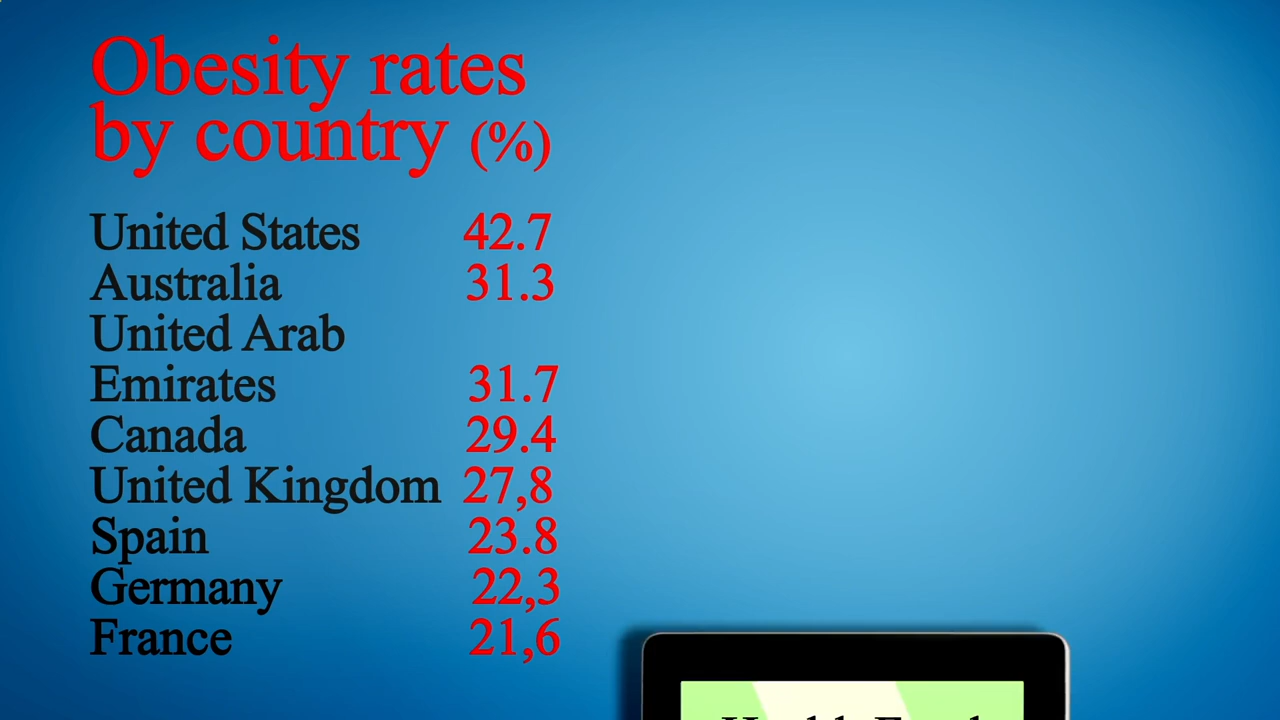 Obesity rates
by country (%)
United States 42.7
Australia 31.3
United Arab
Emirates 31.7
Canada 29.4
United Kingdom 27,8
Spain 23.8
Germany 22,3
France 21,6